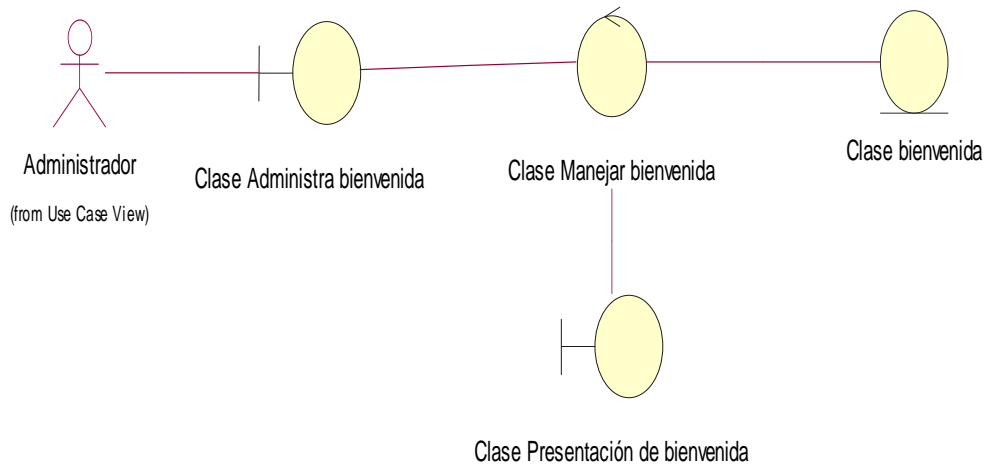 Administrador
(from Use Case View)
Clase Administra bienvenida
Clase Manejar bienvenida
Clase bienvenida
Clase Presentación de bienvenida